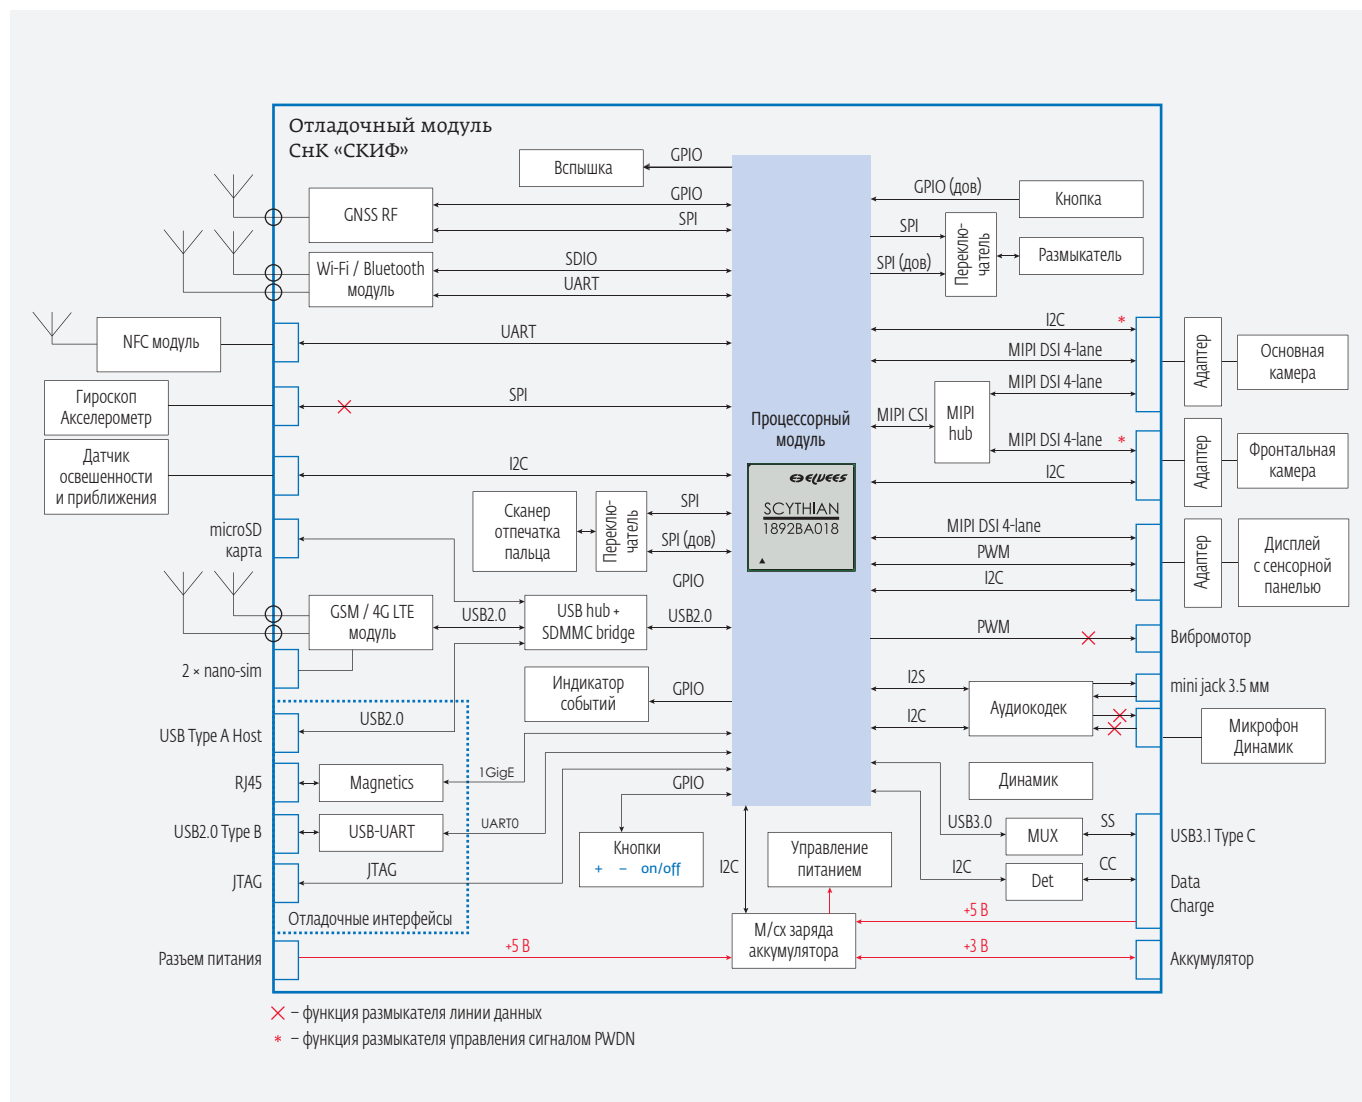 Отладочный модуль
СнК «СКИФ»
Вспышка
GPIO
GNSS RF
GPIO
SPI
Wi-Fi / Bluetooth
модуль
SDIO
UART
NFC модуль
UART
Гироскоп
Акселерометр
SPI
Датчик
освешенности
и приближения
I2C
microSD
карта
Сканер
отпечатка
пальца
Переклю-
чатель
SPI
SPI (дов)
GPIO
GSM / 4G LTE
модуль
USB2.0
USB hub +
SDMMC bridge
USB2.0
2 × nano-sim
Индикатор
событий
GPIO
USB Type A Host
USB2.0
RJ45
Magnetics
1GigE
USB2.0 Type B
USB-UART
UART0
JTAG
JTAG
Отладочные интерфейсы
GPIO
Кнопки
+ – on/off
Разъем питания
+5 В
Процессорный
модуль
ELVEES
SCYTHIAN
1892BA018
I2C
Управление
питанием
М/сх заряда
аккумулятора
GPIO (дов)
Кнопка
SPI
SPI (дов)
Переклю-
чатель
Размыкатель
I2C
*
MIPI DSI 4-lane
MIPI DSI 4-lane
Адаптер
Основная
камера
MIPI CSI
MIPI
hub
MIPI DSI 4-lane
*
I2C
Адаптер
Фронтальная
камера
MIPI DSI 4-lane
PWM
I2C
Адаптер
Дисплей
с сенсорной
панелью
PWM
Вибромотор
I2S
I2C
Аудиокодек
mini jack 3.5 мм
Микрофон
Динамик
Динамик
USB3.0
MUX
SS
USB3.1 Type C
I2C
Det
CC
Data
Charge
+5 В
+3 В
Аккумулятор
– функция размыкателя линии данных
* – функция размыкателя управления сигналом PWDN